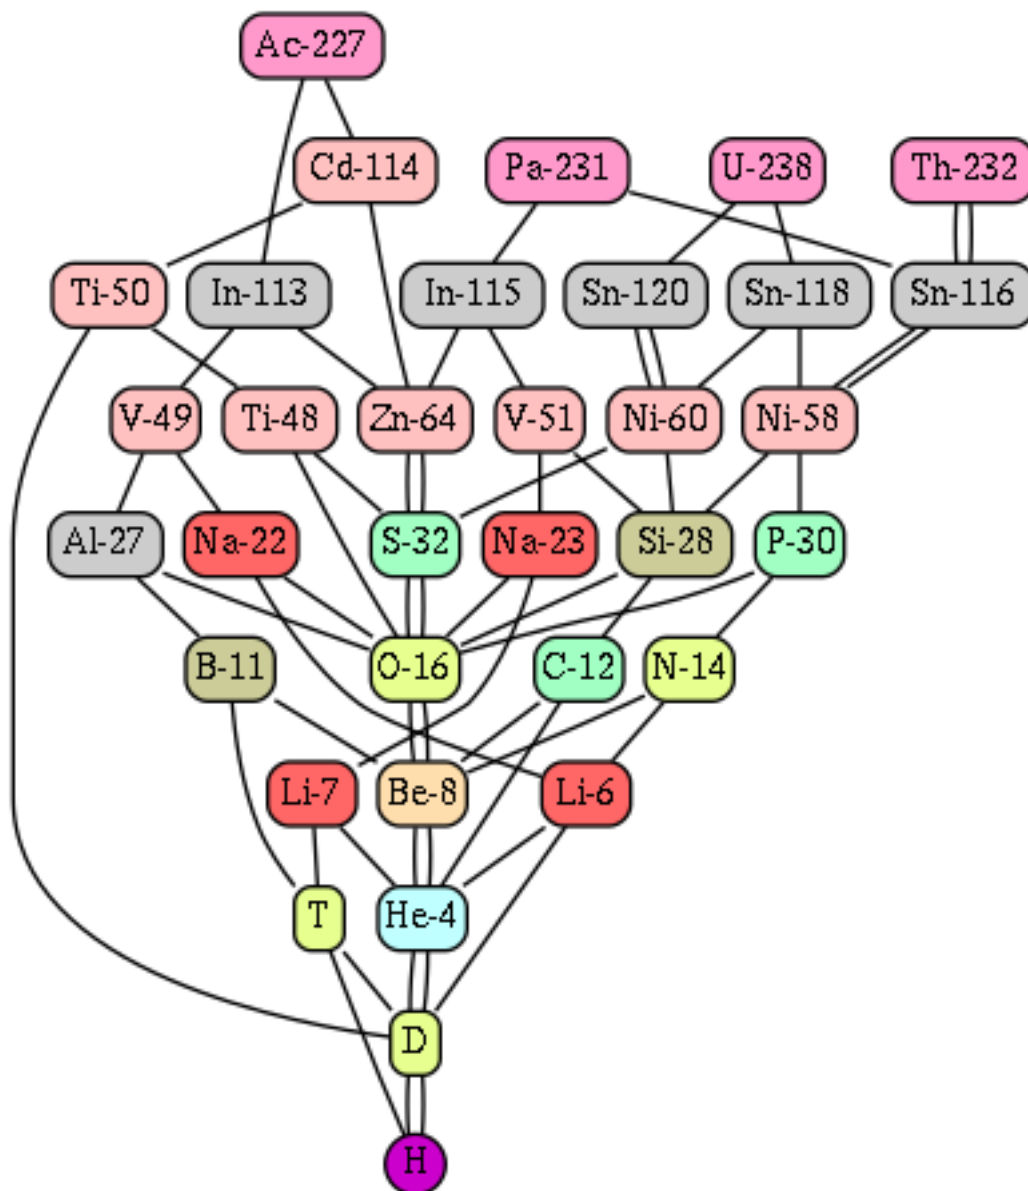 Ac-227
Cd-114
Pa-231
U-238
Th-232
Ti-50
In-113
In-115
Sn-120
Sn-118
Sn-116
V-49
Ti-48
Zn-64
V-51
Ni-60
Ni-58
Al-27
Na-22
S-32
Na-23
Si-28
P-30
B-11
O-16
C-12
N-14
Li-7
Be-8
Li-6
T
He-4
D
H